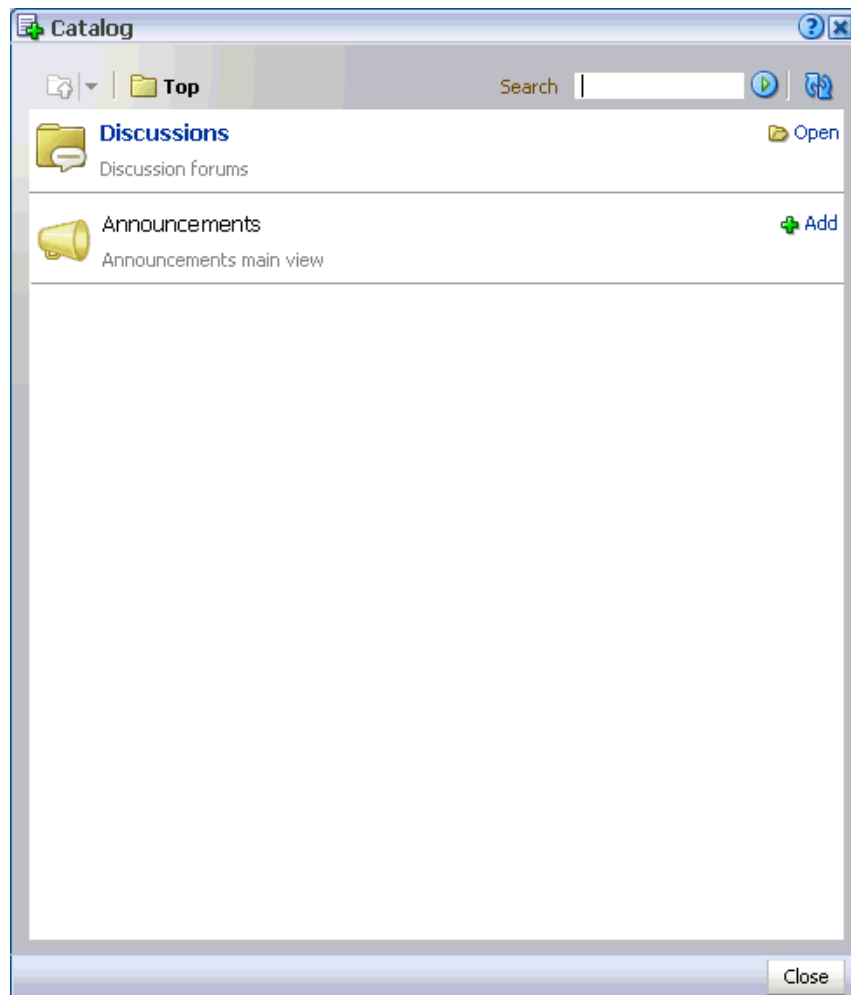 Catalog
Top Search
Discussions Open
Discussion forums
Announcements Add
Announcements main view
Close